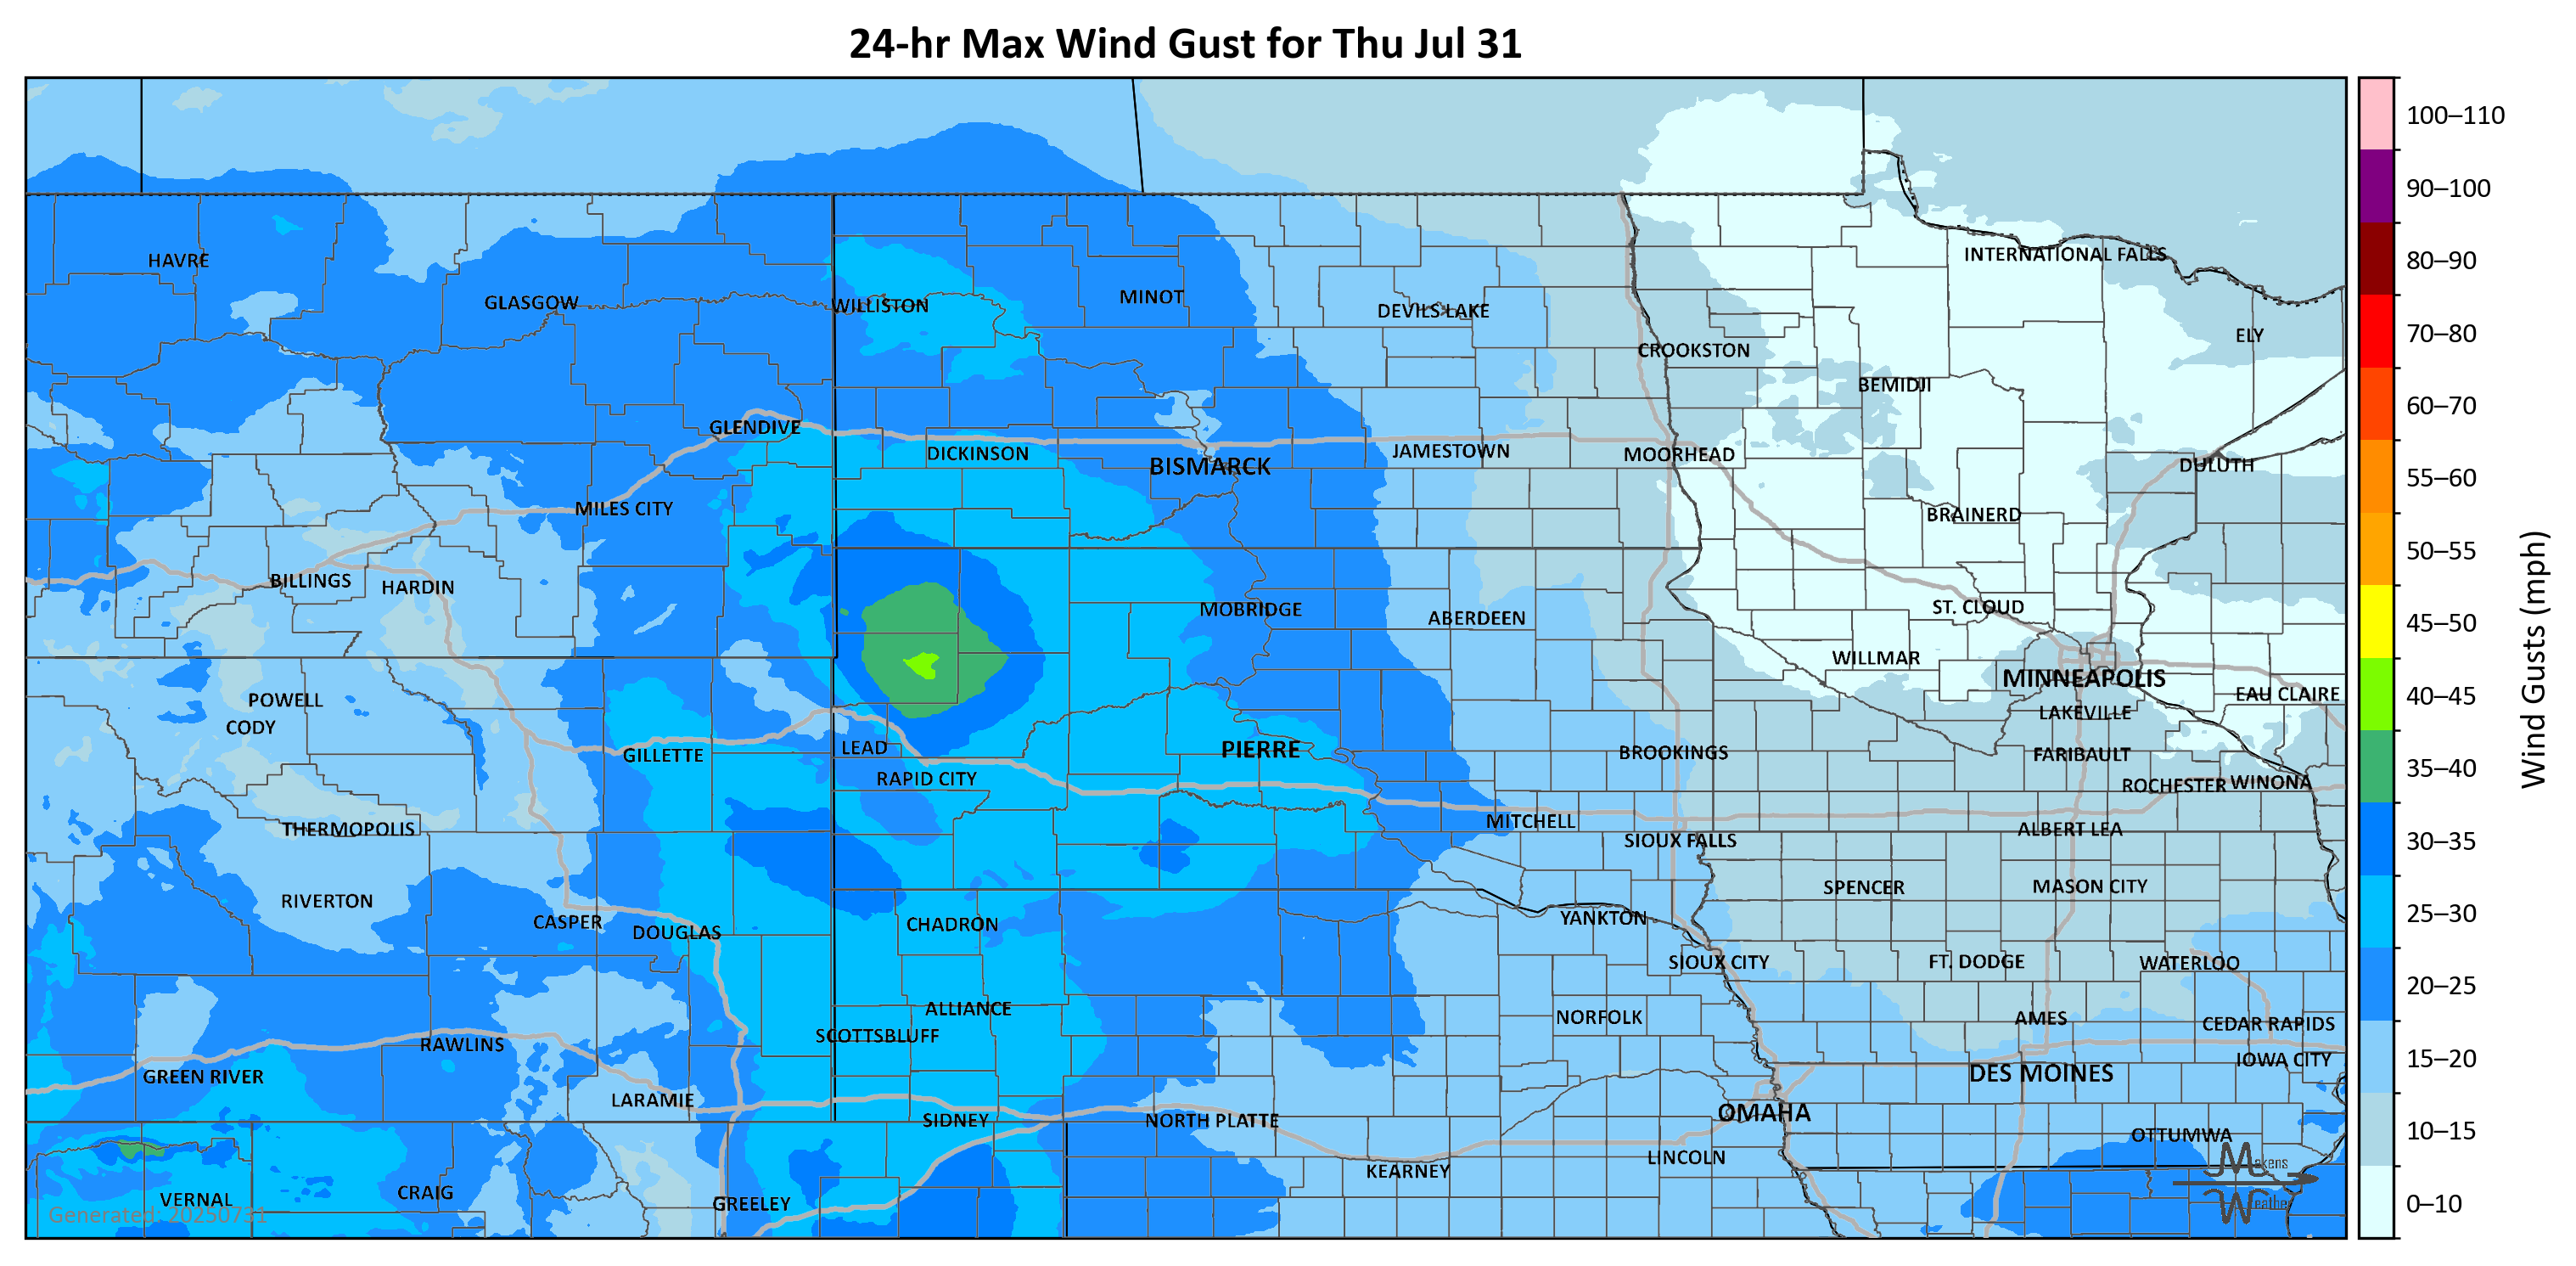 24-hr Max Wind Gust for Thu Jul 31
100–110
90–100
INTERNATIONAL FALLS
HAVRE
80–90
MINOT
GLASGOW
WILLISTON
DEVILS LAKE
70–80
ELY
CROOKSTON
BEMIDJI
60–70
GLENDIVE
DICKINSON
JAMESTOWN
MOORHEAD
BISMARCK
DULUTH
55–60
MILES CITY
BRAINERD
50–55
BILLINGS
HARDIN
MOBRIDGE
ST. CLOUD
ABERDEEN
45–50
WILLMAR
Wind Gusts (mph)
MINNEAPOLIS
40–45
EAU CLAIRE
POWELL
LAKEVILLE
CODY
LEAD
PIERRE
BROOKINGS
GILLETTE
FARIBAULT
35–40
RAPID CITY
ROCHESTER
WINONA
MITCHELL
THERMOPOLIS
ALBERT LEA
SIOUX FALLS
30–35
SPENCER
MASON CITY
RIVERTON
25–30
YANKTON
CASPER
CHADRON
DOUGLAS
SIOUX CITY
FT. DODGE
WATERLOO
20–25
ALLIANCE
NORFOLK
AMES
CEDAR RAPIDS
SCOTTSBLUFF
RAWLINS
15–20
IOWA CITY
GREEN RIVER
DES MOINES
LARAMIE
OMAHA
SIDNEY
NORTH PLATTE
10–15
OTTUMWA
LINCOLN
Makens
KEARNEY
CRAIG
VERNAL
GREELEY
0–10
Weather
Generated: 20250731